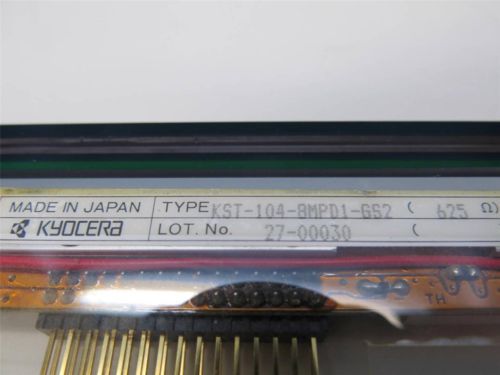 MADE IN JAPAN TYPE KST-104-8MPD1-GS2 ( 625 Ω)
KYOCERA LOT. No. 27-00030 (
TH